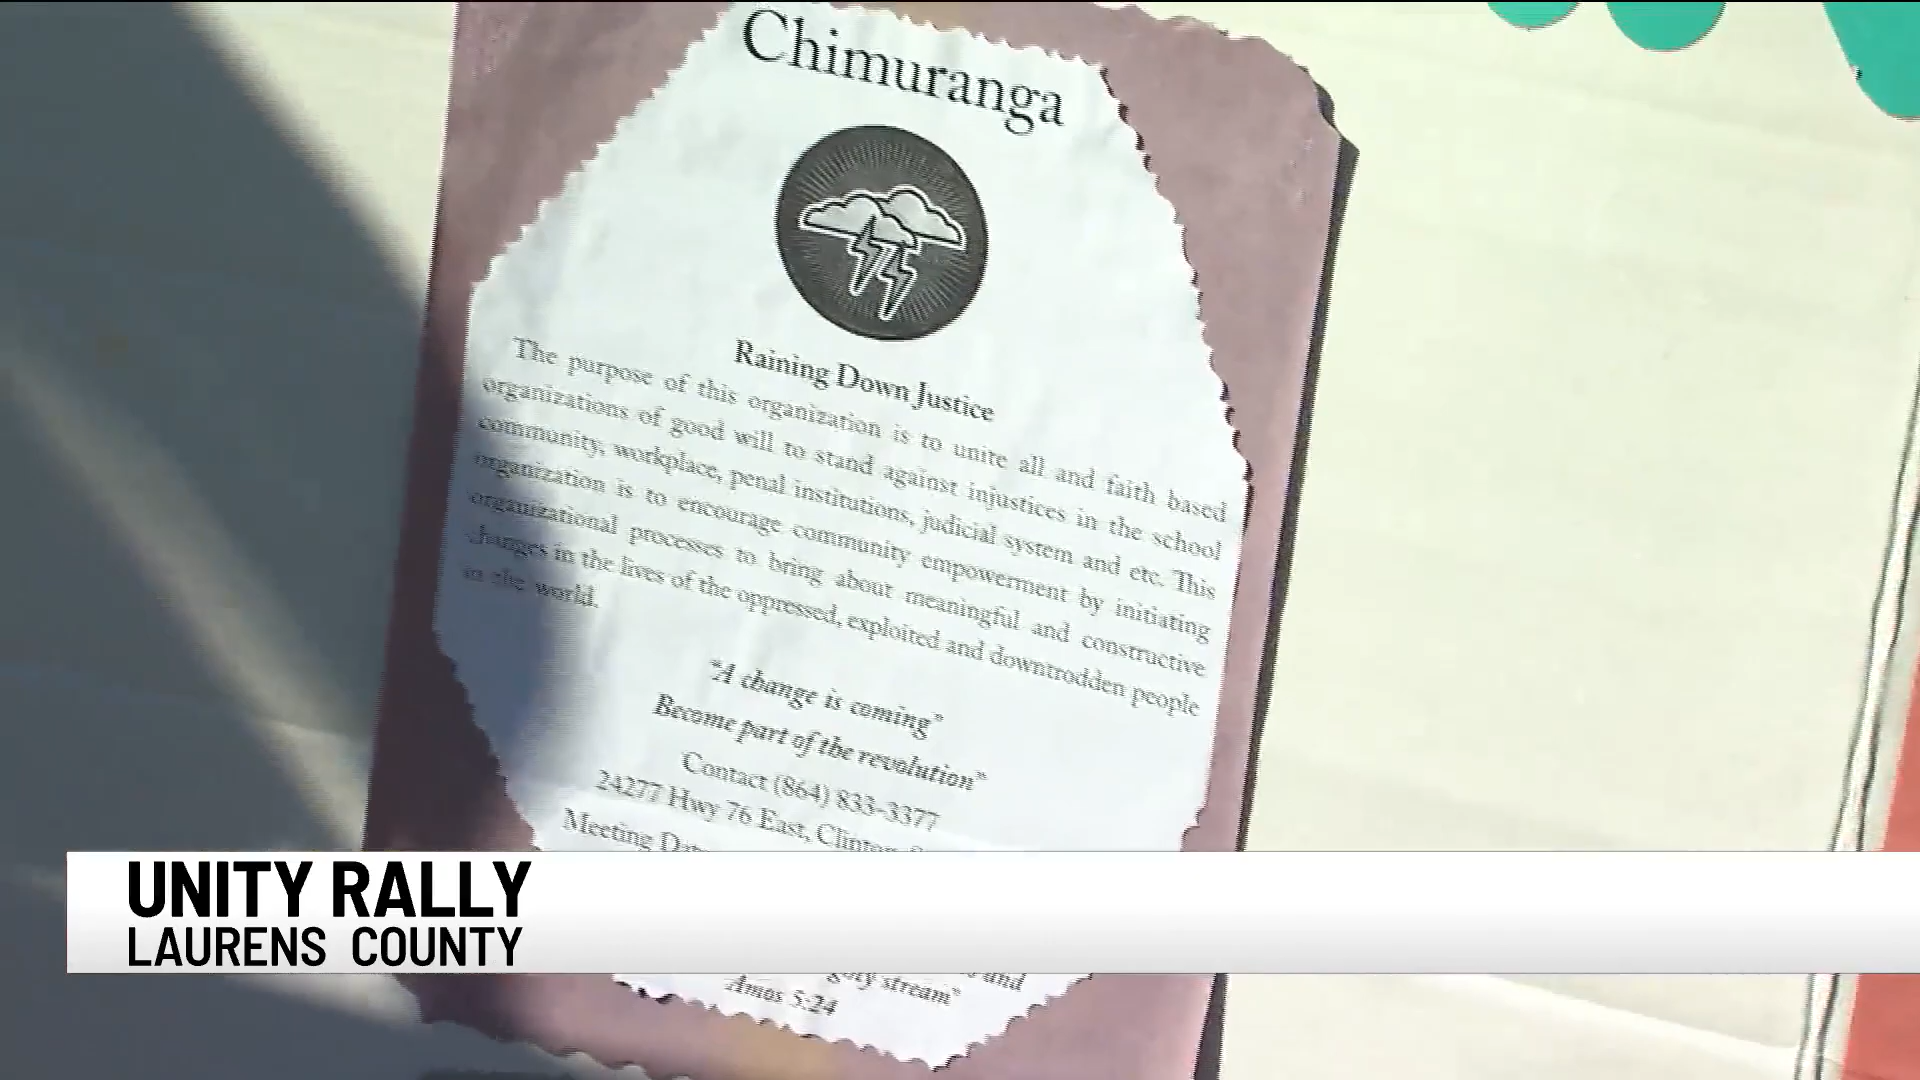 Chimuranga
Raining Down Justice
The purpose of this organization is to unite all and faith based
organizations of good will to stand against injustices in the school
community, workplace, penal institutions, judicial system and etc. This
organization is to encourage community empowerment by initiating
organizational processes to bring about meaningful and constructive
changes in the lives of the oppressed, exploited and downtrodden people
in the world.
"A change is coming"
Become part of the revolution"
Contact (864) 833-3377
24277 Hwy 76 East, Clinton,
Meeting
UNITY RALLY
LAURENS COUNTY
and
stream"
Amos 5:24